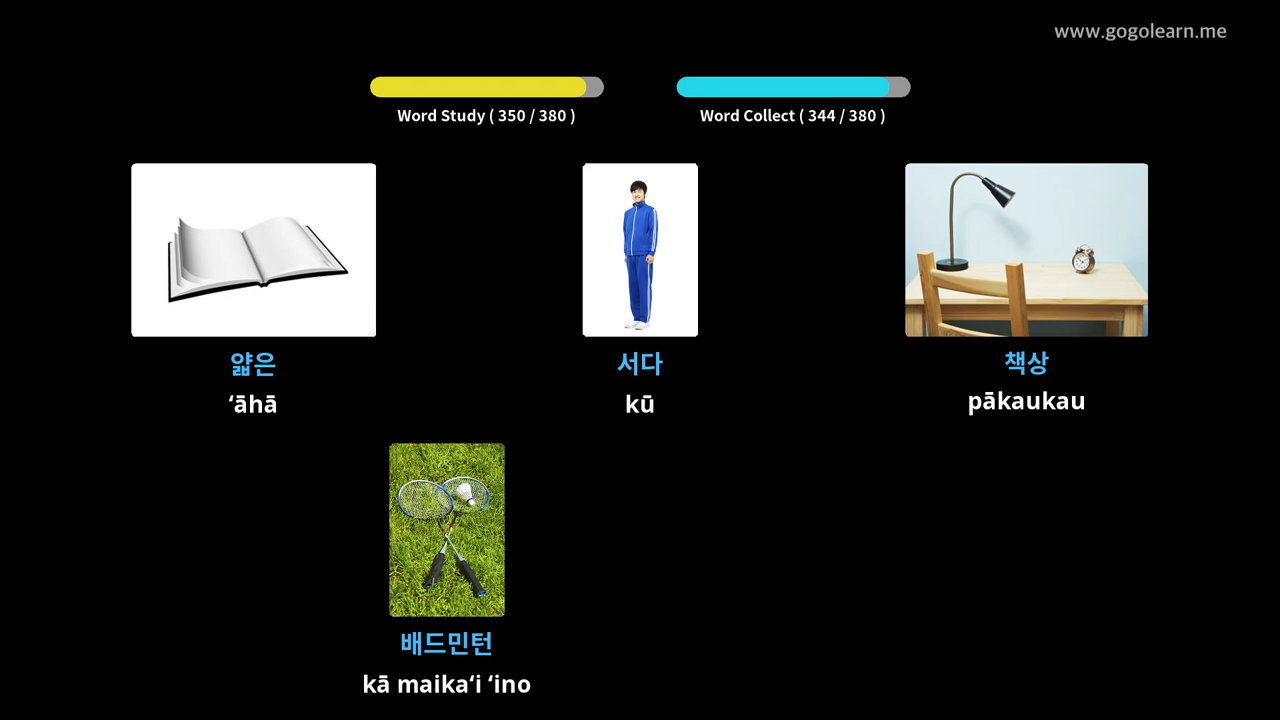 www.gogolearn.me
Word Study ( 350 / 380 )
Word Collect ( 344 / 380 )
얇은
ʻāhā
서다
kū
책상
pākaukau
배드민턴
kā maikaʻi ʻino